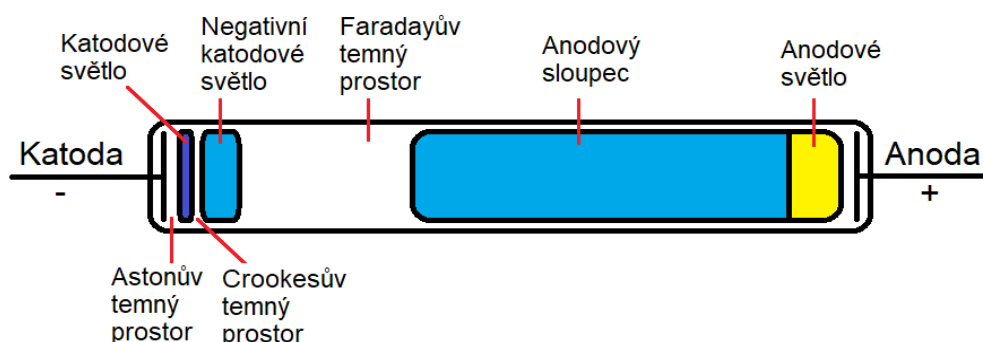 Katodové
světlo
Negativní
katodové
světlo
Faradayův
temný
prostor
Anodový
sloupec
Anodové
světlo
Katoda
-
Anoda
+
Astonův
temný
prostor
Crookesův
temný
prostor